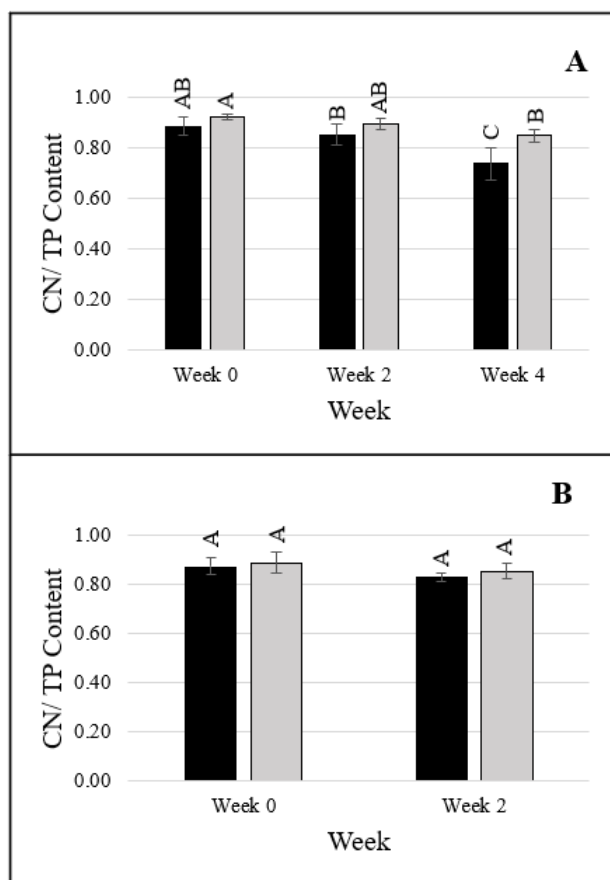 A
1.00
0.80
0.60
0.40
0.20
0.00
CN/ TP Content
AB
A
B
AB
C
B
Week 0
Week 2
Week 4
Week
B
1.00
0.80
0.60
0.40
0.20
0.00
CN/ TP Content
A
A
A
A
Week 0
Week 2
Week